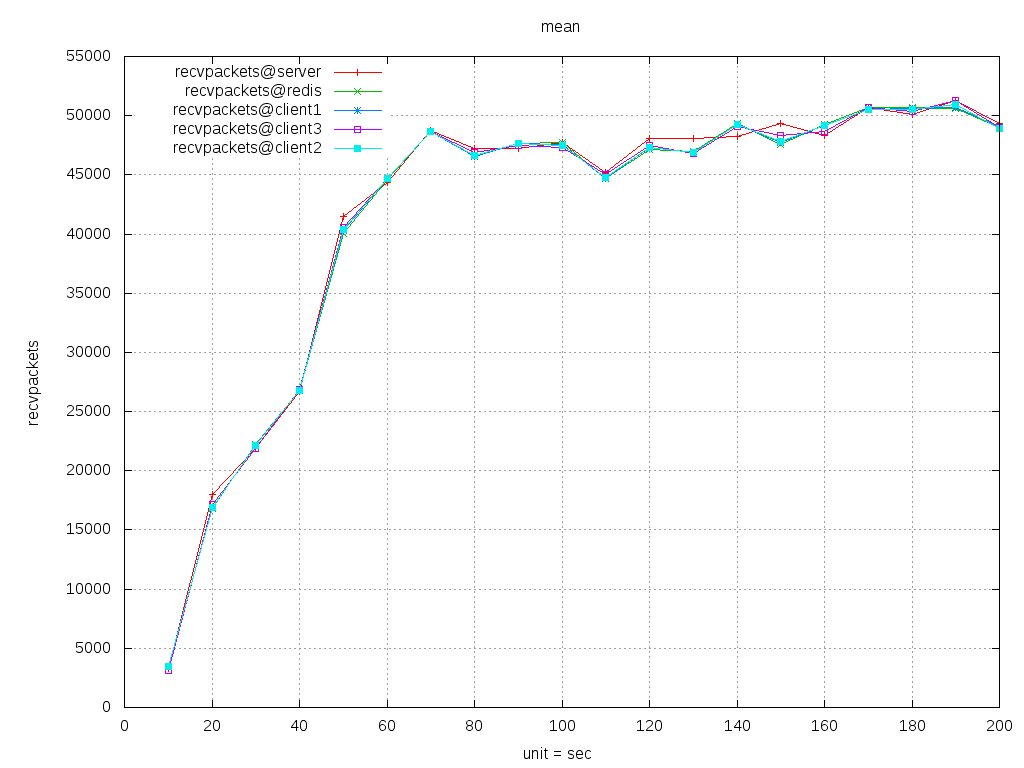 mean
55000
50000
45000
40000
35000
30000
25000
20000
15000
10000
5000
0
recvpackets
recvpackets@server
recvpackets@redis
recvpackets@client1
recvpackets@client3
recvpackets@client2
0 20 40 60 80 100 120 140 160 180 200
unit = sec